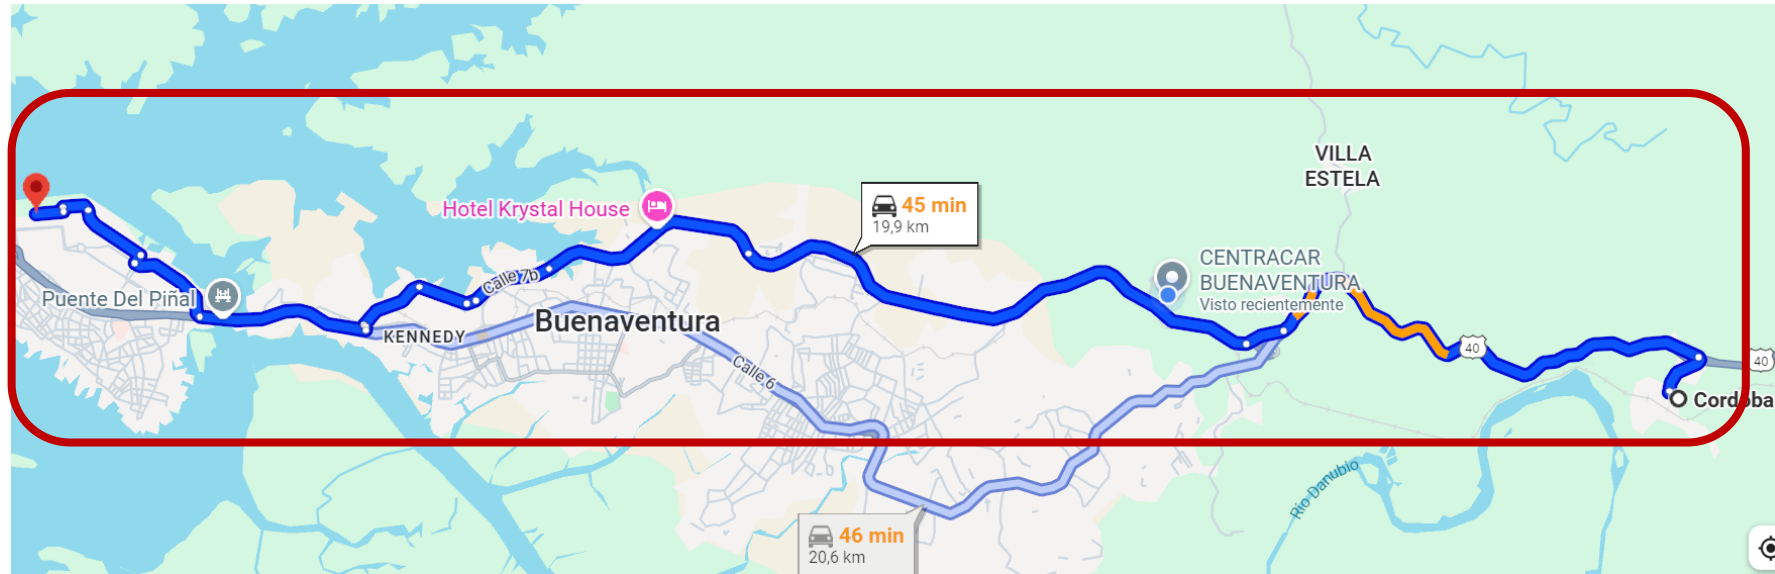 VILLA
ESTELA
Hotel Krystal House
45 min
19,9 km
CENTRACAR
BUENAVENTURA
Visto recientemente
Calle 7b
Puente Del Piñal
Buenaventura
KENNEDY
40
40
Calle 6
Cordoba
Río Danubio
46 min
20,6 km